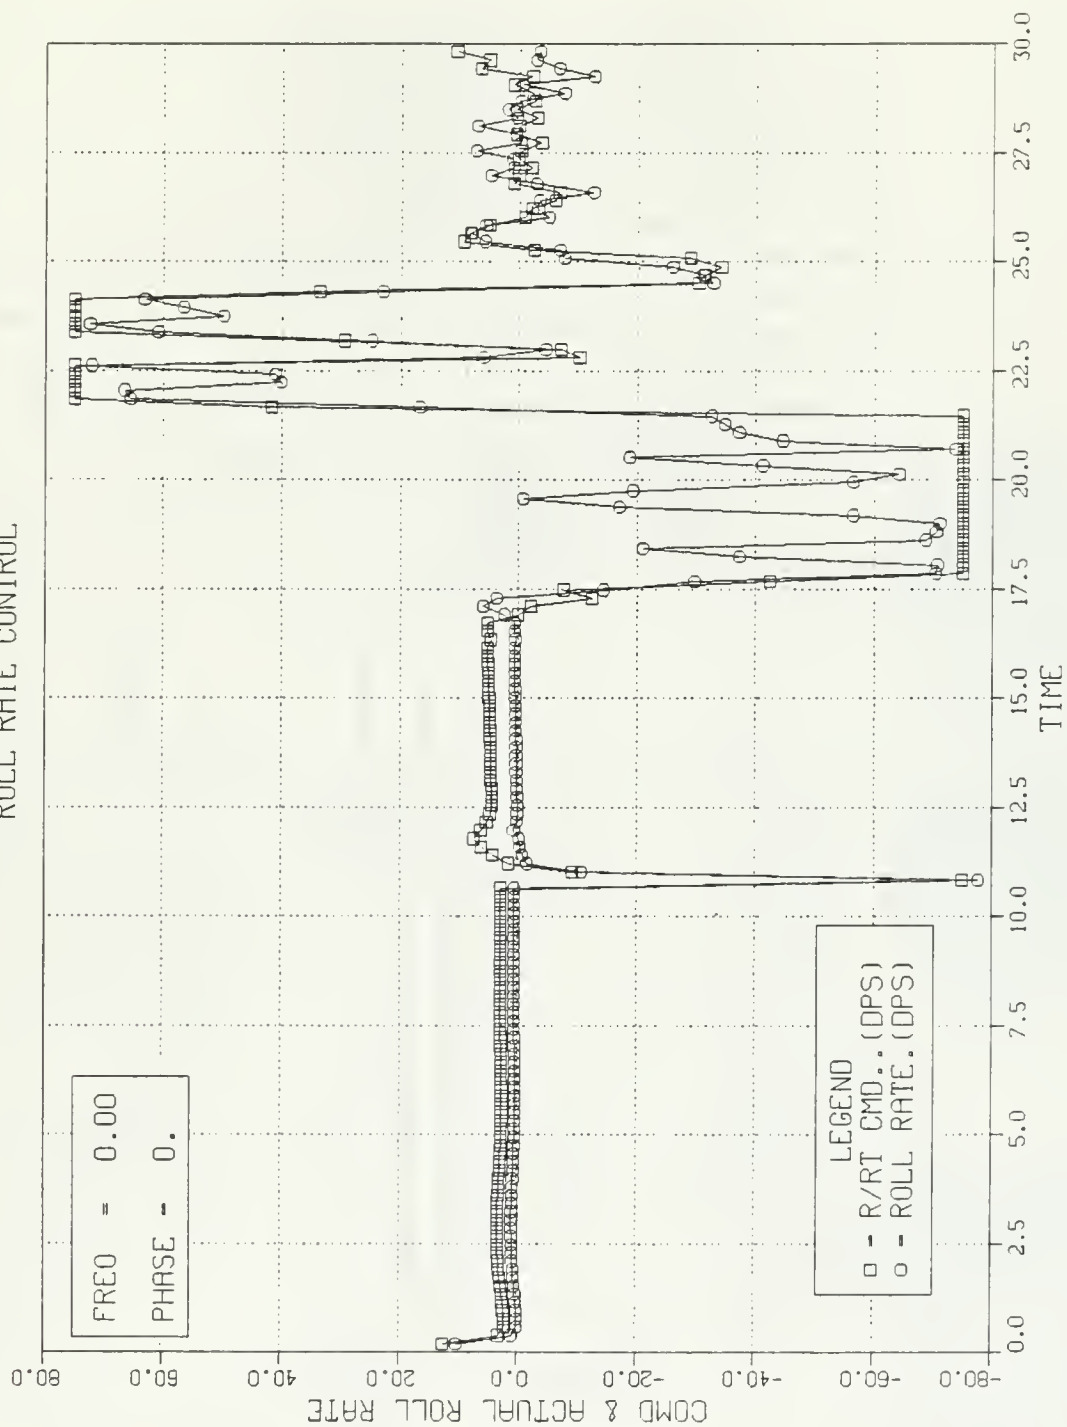 ROLL RATE CONTROL
FREQ = 0.00
PHASE = 0.
COMD & ACTUAL ROLL RATE
80.0
60.0
40.0
20.0
0.0
-20.0
-40.0
-60.0
-80.0
LEGEND
□ = R/RT CMD..(DPS)
○ = ROLL RATE.(DPS)
0.0 2.5 5.0 7.5 10.0 12.5 15.0 17.5 20.0 22.5 25.0 27.5 30.0
TIME